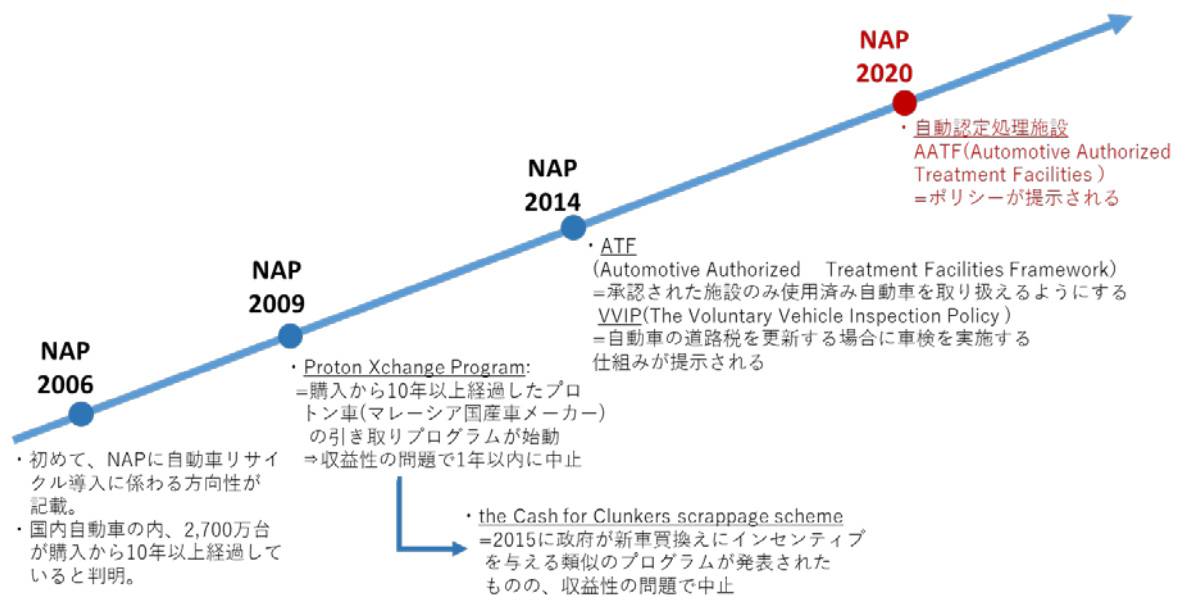 NAP
2006
・初めて、NAPに自動車リサイ
クル導入に係わる方向性が
記載。
・国内自動車の内、2,700万台
が購入から10年以上経過して
いると判明。
NAP
2009
・Proton Xchange Program:
=購入から10年以上経過したプロ
トン車(マレーシア国産車メーカー)
の引き取りプログラムが始動
⇒収益性の問題で1年以内に中止
・the Cash for Clunkers scrappage scheme
=2015に政府が新車買換えにインセンティブ
を与える類似のプログラムが発表された
ものの、収益性の問題で中止
NAP
2014
・ATF
(Automotive Authorized Treatment Facilities Framework)
=承認された施設のみ使用済み自動車を取り扱えるようにする
VVIP(The Voluntary Vehicle Inspection Policy )
=自動車の道路税を更新する場合に車検を実施する
仕組みが提示される
NAP
2020
・自動認定処理施設
AATF(Automotive Authorized
Treatment Facilities )
=ポリシーが提示される